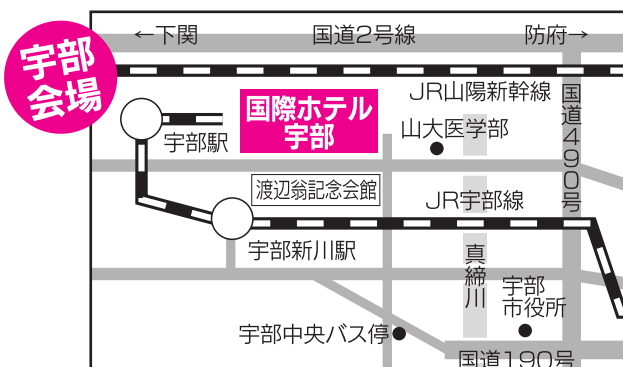 宇部
会場
←下関
国道2号線
防府→
JR山陽新幹線
国際ホテル
宇部
宇部駅
山大医学部
国道490号
渡辺翁記念会館
JR宇部線
宇部新川駅
真締川
宇部
市役所
宇部中央バス停
国道190号